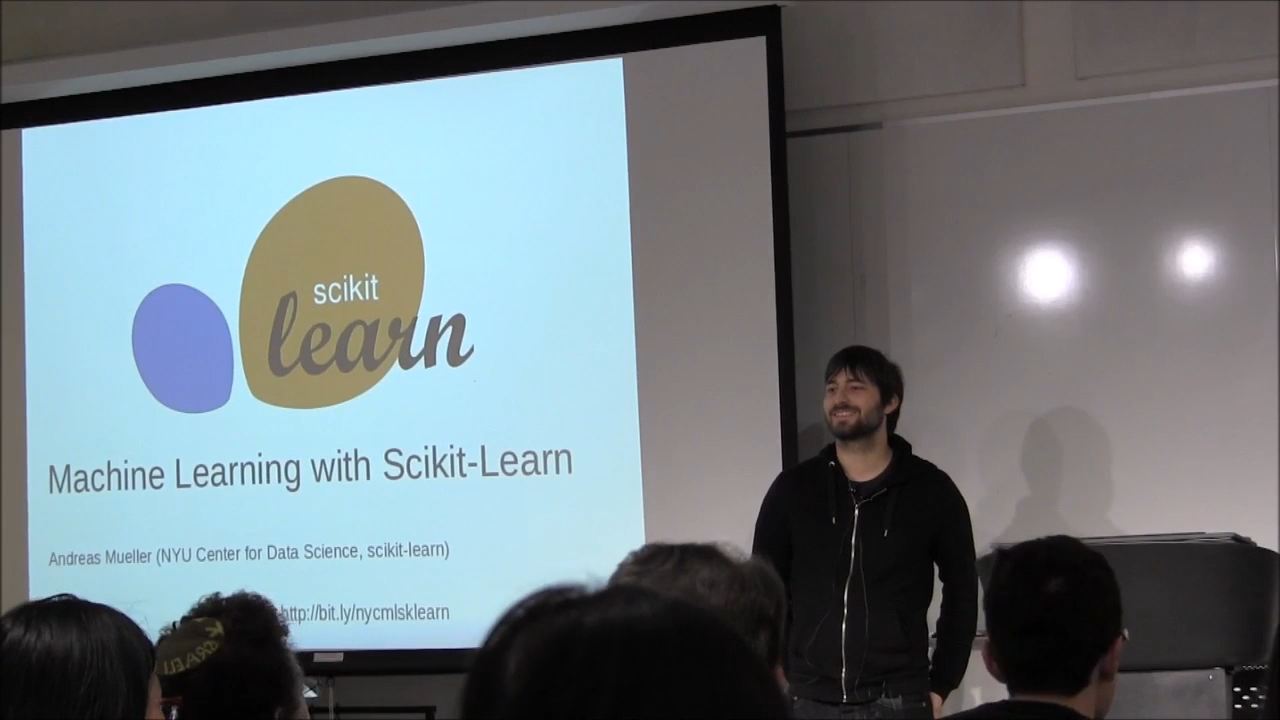 scikit
learn
Machine Learning with Scikit-Learn
Andreas Mueller (NYU Center for Data Science, scikit-learn)
http://bit.ly/nycmlsklearn
ISRAEL